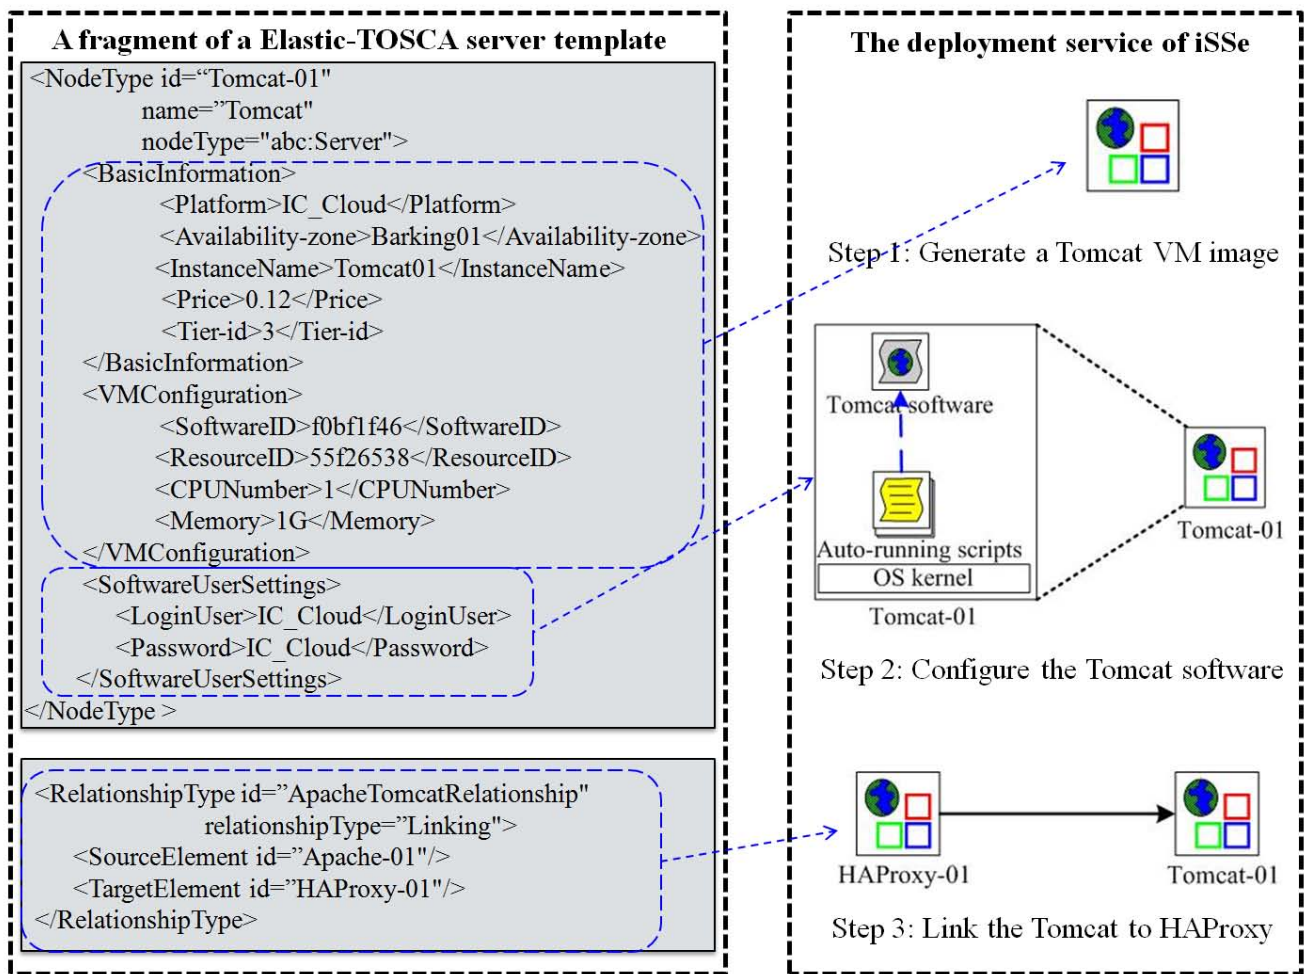 A fragment of a Elastic-TOSCA server template
<NodeType id=“Tomcat-01"
name=”Tomcat"
nodeType="abc:Server">
<BasicInformation>
<Platform>IC_Cloud</Platform>
<Availability-zone>Barking01</Availability-zone>
<InstanceName>Tomcat01</InstanceName>
<Price>0.12</Price>
<Tier-id>3</Tier-id>
</BasicInformation>
<VMConfiguration>
<SoftwareID>f0bf1f46</SoftwareID>
<ResourceID>55f26538</ResourceID>
<CPUNumber>1</CPUNumber>
<Memory>1G</Memory>
</VMConfiguration>
<SoftwareUserSettings>
<LoginUser>IC_Cloud</LoginUser>
<Password>IC_Cloud</Password>
</SoftwareUserSettings>
</NodeType >
<RelationshipType id=”ApacheTomcatRelationship"
relationshipType=”Linking">
<SourceElement id=”Apache-01"/>
<TargetElement id=”HAProxy-01"/>
</RelationshipType>
The deployment service of iSSe
Step 1: Generate a Tomcat VM image
Tomcat software
Auto-running scripts
OS kernel
Tomcat-01
Tomcat-01
Step 2: Configure the Tomcat software
HAProxy-01
Tomcat-01
Step 3: Link the Tomcat to HAProxy